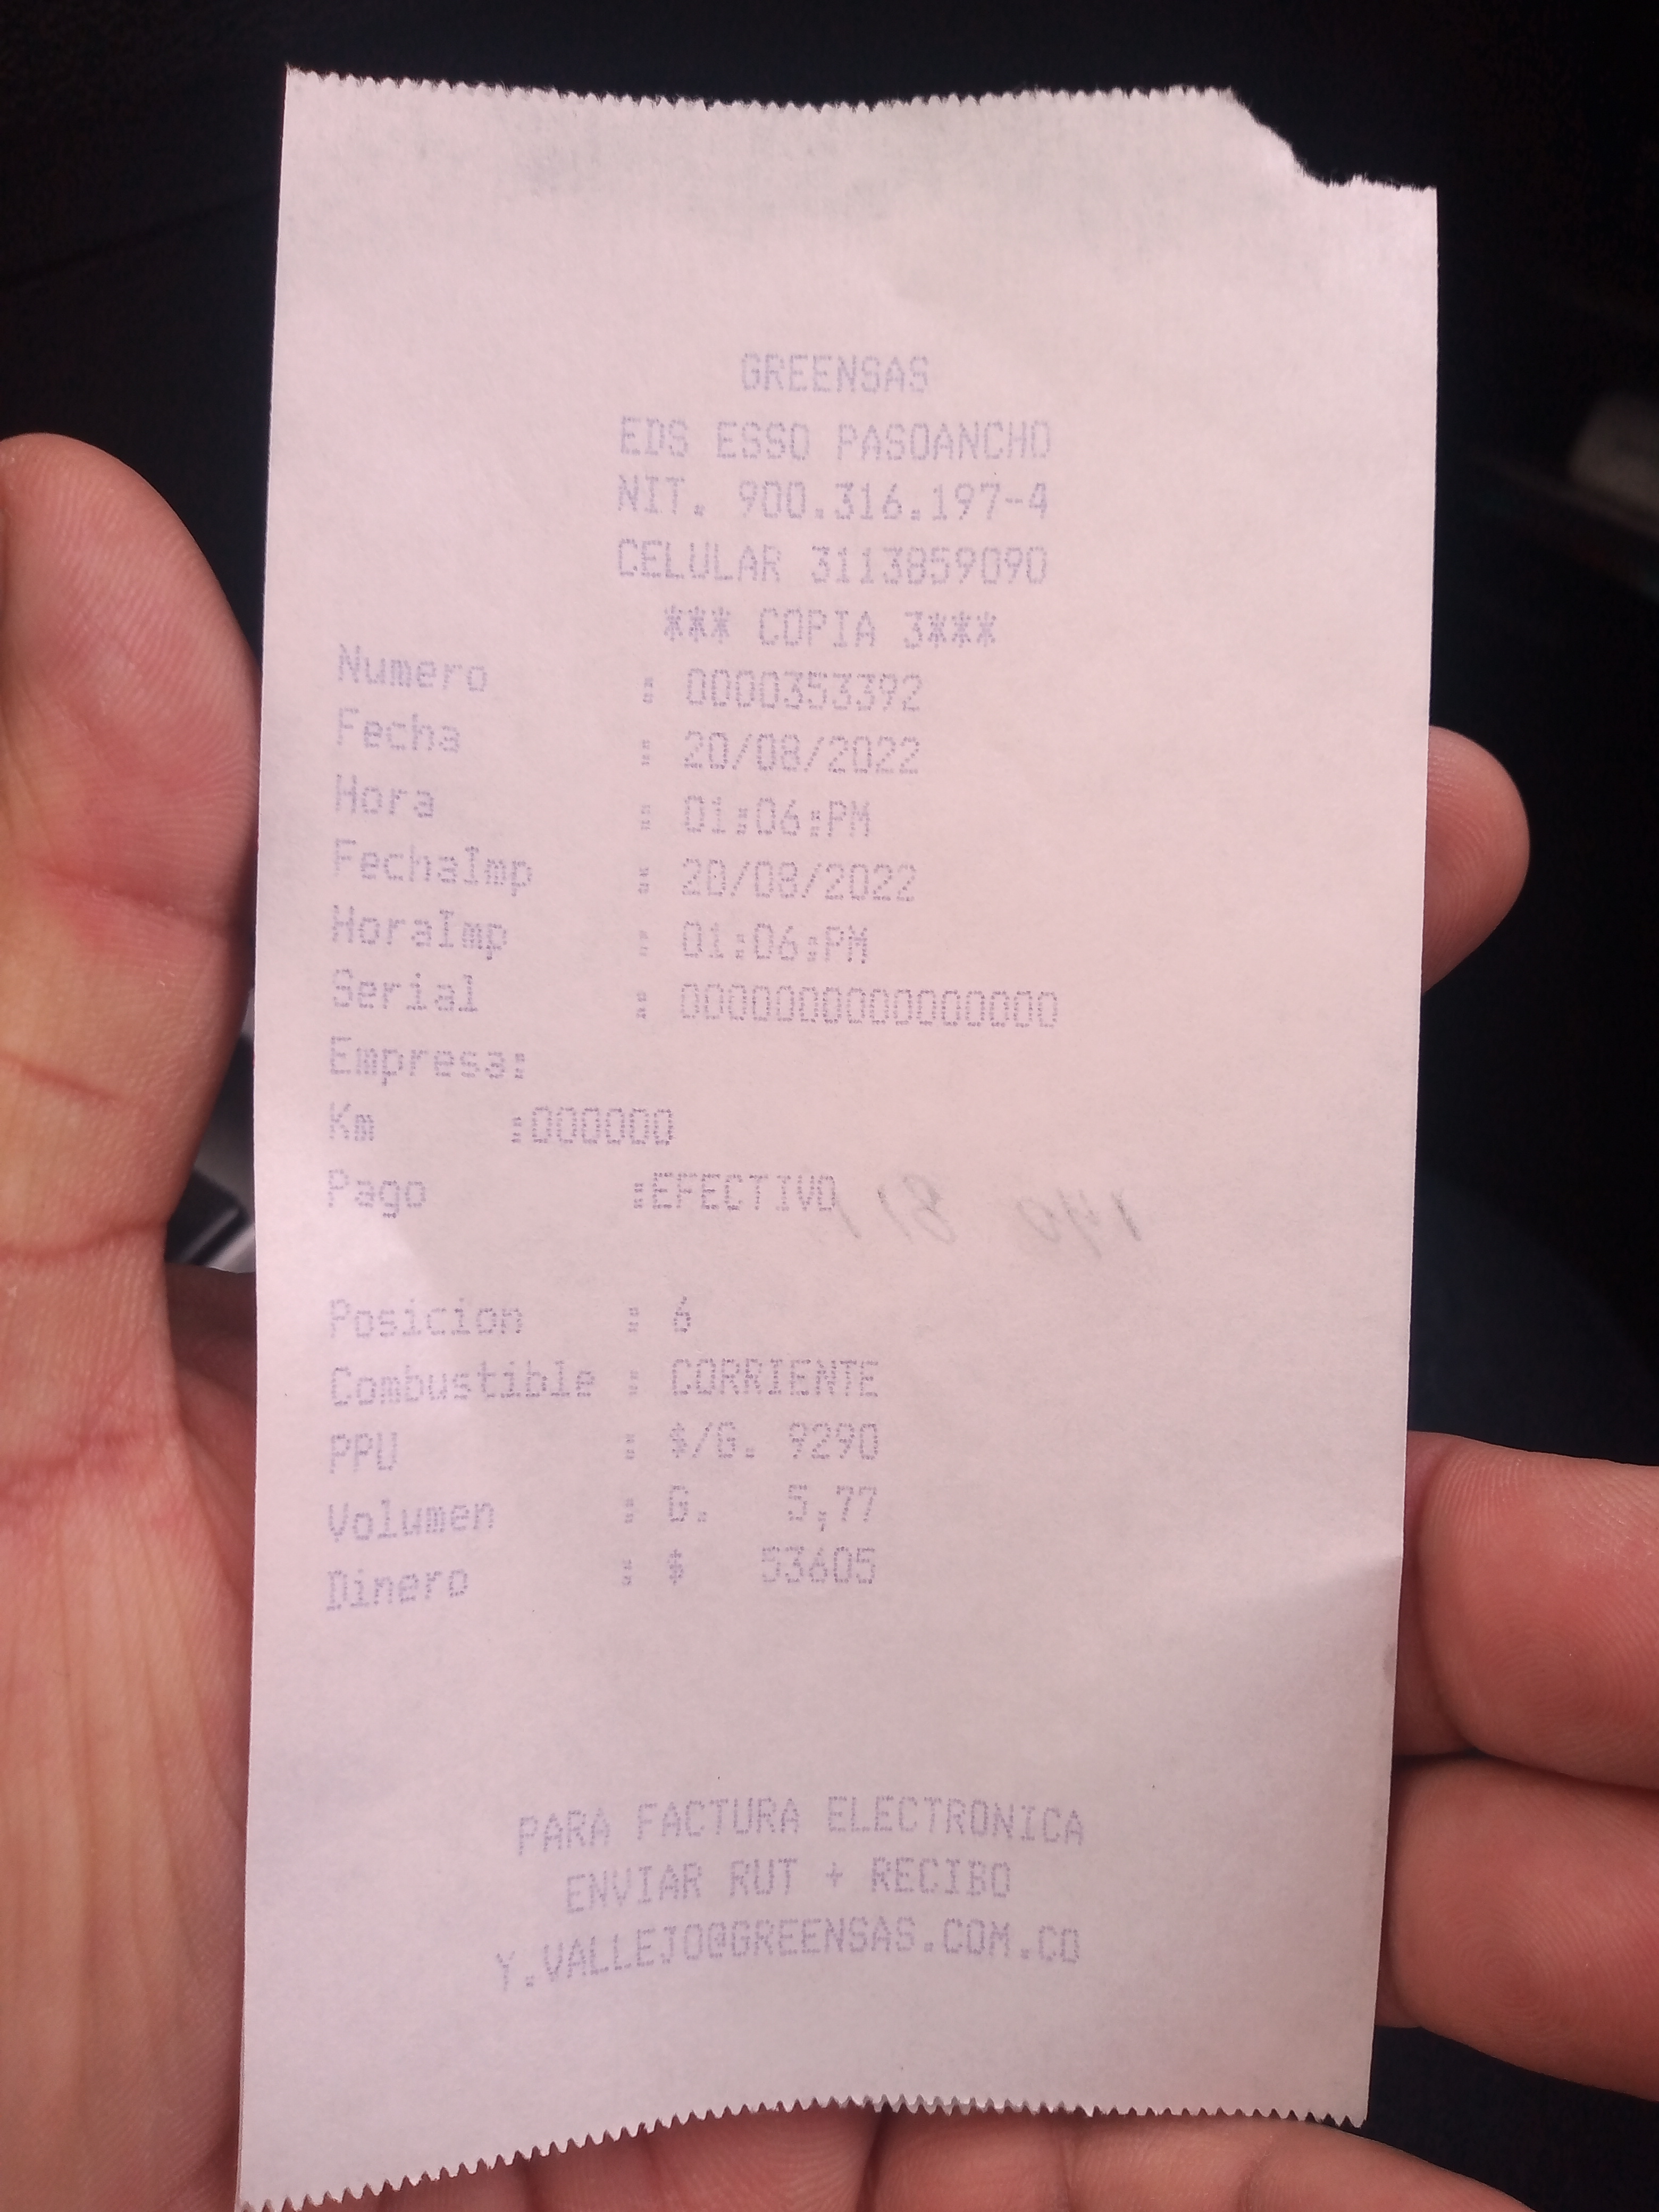 GREENSAS
EDS ESSO PASOANCHO
NIT. 900.316.197-4
CELULAR 3113859090
*** COPIA 3***
Numero : 0000353392
Fecha : 20/08/2022
Hora : 01:06:PM
FechaImp : 20/08/2022
HoraImp : 01:06:PM
Serial : 0000000000000000
Empresa:
Km :000000
Pago :EFECTIVO
Posicion : 6
Combustible : CORRIENTE
PPU : $/G. 9290
Volumen : G. 5,77
Dinero : $ 53605
PARA FACTURA ELECTRONICA
ENVIAR RUT + RECIBO
Y.VALLEJO@GREENSAS.COM.CO